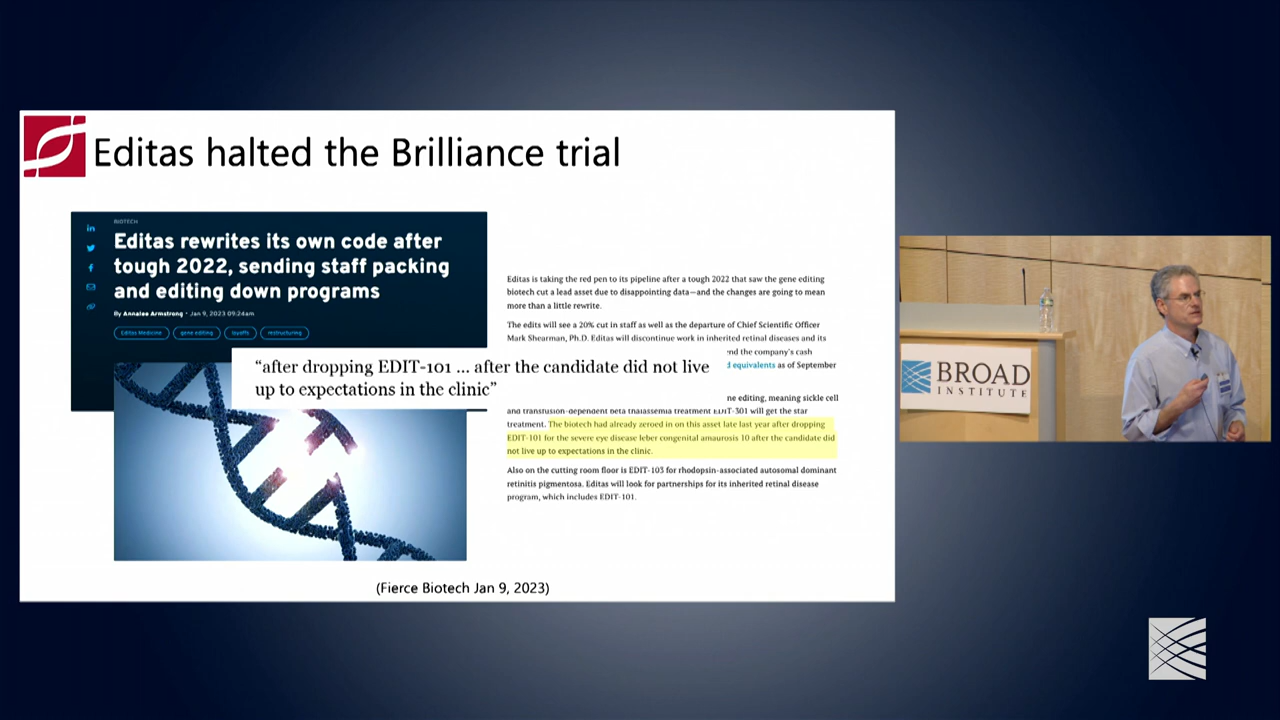 Editas halted the Brilliance trial
BIOTECH
Editas rewrites its own code after
tough 2022, sending staff packing
and editing down programs
By Annalee Armstrong • Jan 9, 2023 09:24am
Editas Medicine
gene editing
layoffs
restructuring
"after dropping EDIT-101 ... after the candidate did not live
up to expectations in the clinic"
Editas is taking the red pen to its pipeline after a tough 2022 that saw the gene editing
biotech cut a lead asset due to disappointing data—and the changes are going to mean
more than a little rewrite.
The edits will see a 20% cut in staff as well as the departure of Chief Scientific Officer
Mark Shearman, Ph.D. Editas will discontinue work in inherited retinal diseases and its
and the company's cash
equivalents as of September
ne editing, meaning sickle cell
and transfusion-dependent beta thalassemia treatment EDIT-301 will get the star
treatment. The biotech had already zeroed in on this asset late last year after dropping
EDIT-101 for the severe eye disease leber congenital amaurosis 10 after the candidate did
not live up to expectations in the clinic.
Also on the cutting room floor is EDIT-103 for rhodopsin-associated autosomal dominant
retinitis pigmentosa. Editas will look for partnerships for its inherited retinal disease
program, which includes EDIT-101.
(Fierce Biotech Jan 9, 2023)
BROAD
INSTITUTE